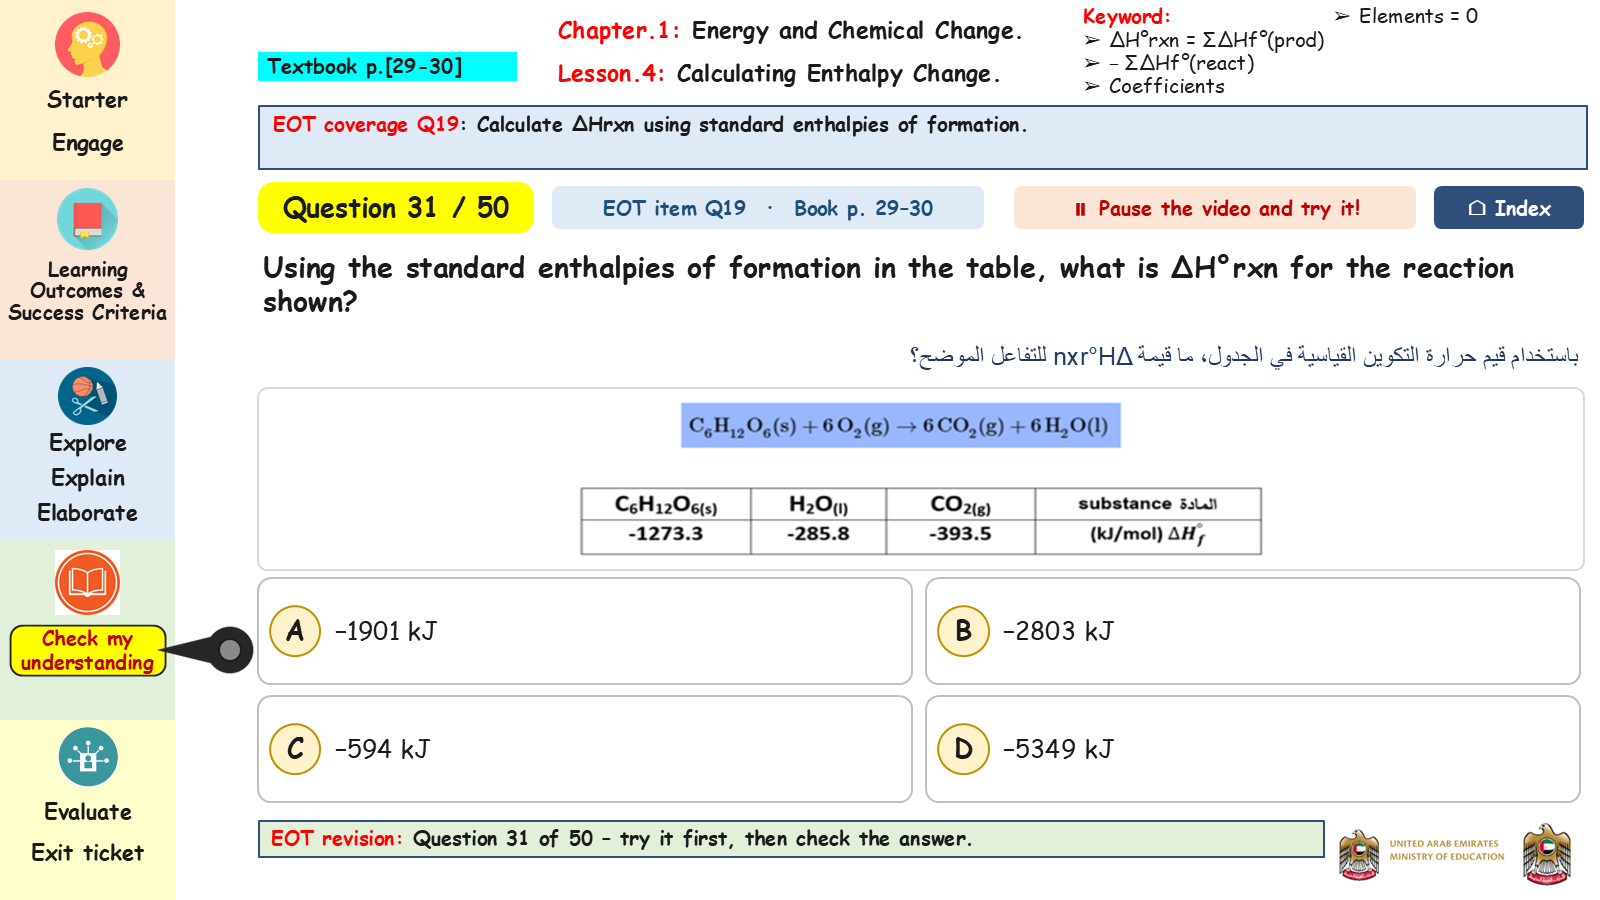 Starter
Engage
Learning
Outcomes &
Success Criteria
Explore
Explain
Elaborate
Check my
understanding
Evaluate
Exit ticket
Textbook p.[29-30]
Chapter.1: Energy and Chemical Change.
Lesson.4: Calculating Enthalpy Change.
Keyword:
➢ ΔH°rxn = ΣΔHf°(prod)
➢ – ΣΔHf°(react)
➢ Coefficients
➢ Elements = 0
EOT coverage Q19: Calculate ΔHrxn using standard enthalpies of formation.
Question 31 / 50
EOT item Q19 · Book p. 29–30
⏸ Pause the video and try it!
⌂ Index
Using the standard enthalpies of formation in the table, what is ΔH°rxn for the reaction
shown?
باستخدام قيم حرارة التكوين القياسية في الجدول، ما قيمة ΔH°rxn للتفاعل الموضح؟
C₆H₁₂O₆(s) + 6 O₂(g) → 6 CO₂(g) + 6 H₂O(l)
C₆H₁₂O₆(s) H₂O(l) CO₂(g) substance المادة
-1273.3 -285.8 -393.5 (kJ/mol) ΔH°f
A –1901 kJ
B –2803 kJ
C –594 kJ
D –5349 kJ
EOT revision: Question 31 of 50 – try it first, then check the answer.
UNITED ARAB EMIRATES
MINISTRY OF EDUCATION